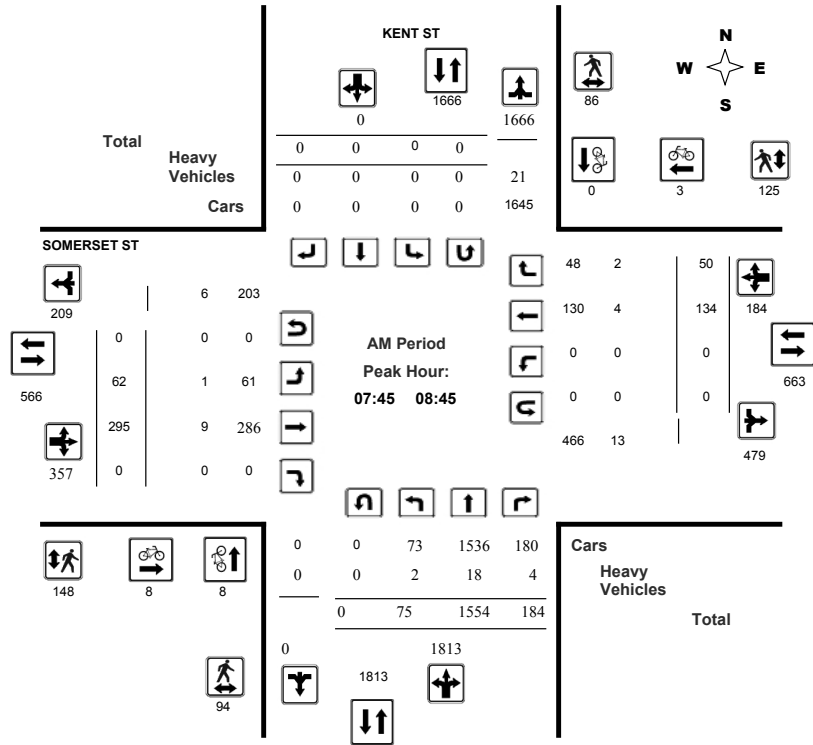 KENT ST
N
W E
S
1666
86
0 1666
Total 0 0 0 0
Heavy
Vehicles 0 0 0 0 21
0 3 125
Cars 0 0 0 0 1645
SOMERSET ST
48 2 50
209 6 203
130 4 134 184
0 0 0
AM Period
0 0 0
566
62 1 61
Peak Hour:
663
07:45 08:45
0 0 0
295 9 286
466 13
479
357 0 0 0
0 0 73 1536 180 Cars
0 0 2 18 4 Heavy
Vehicles
148 8 8
0 75 1554 184 Total
0 1813
1813
94